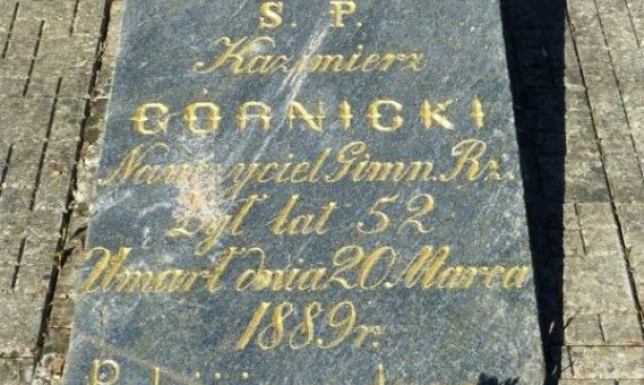 S. P.
Kazimierz
GÓRNICKI
Nauczyciel Gimn. Rz.
Żył lat 52
Umarł dnia 20 Marca
1889 r.